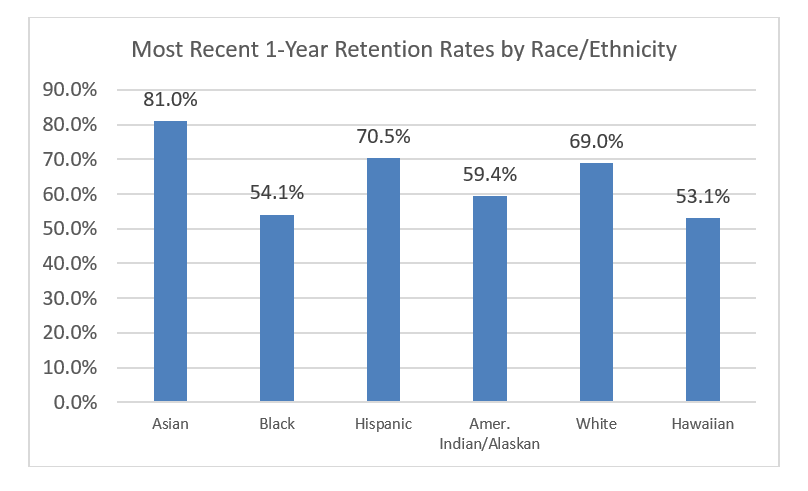 Most Recent 1-Year Retention Rates by Race/Ethnicity
90.0%
80.0%
70.0%
60.0%
50.0%
40.0%
30.0%
20.0%
10.0%
0.0%
81.0%
54.1%
70.5%
59.4%
69.0%
53.1%
Asian
Black
Hispanic
Amer.
Indian/Alaskan
White
Hawaiian